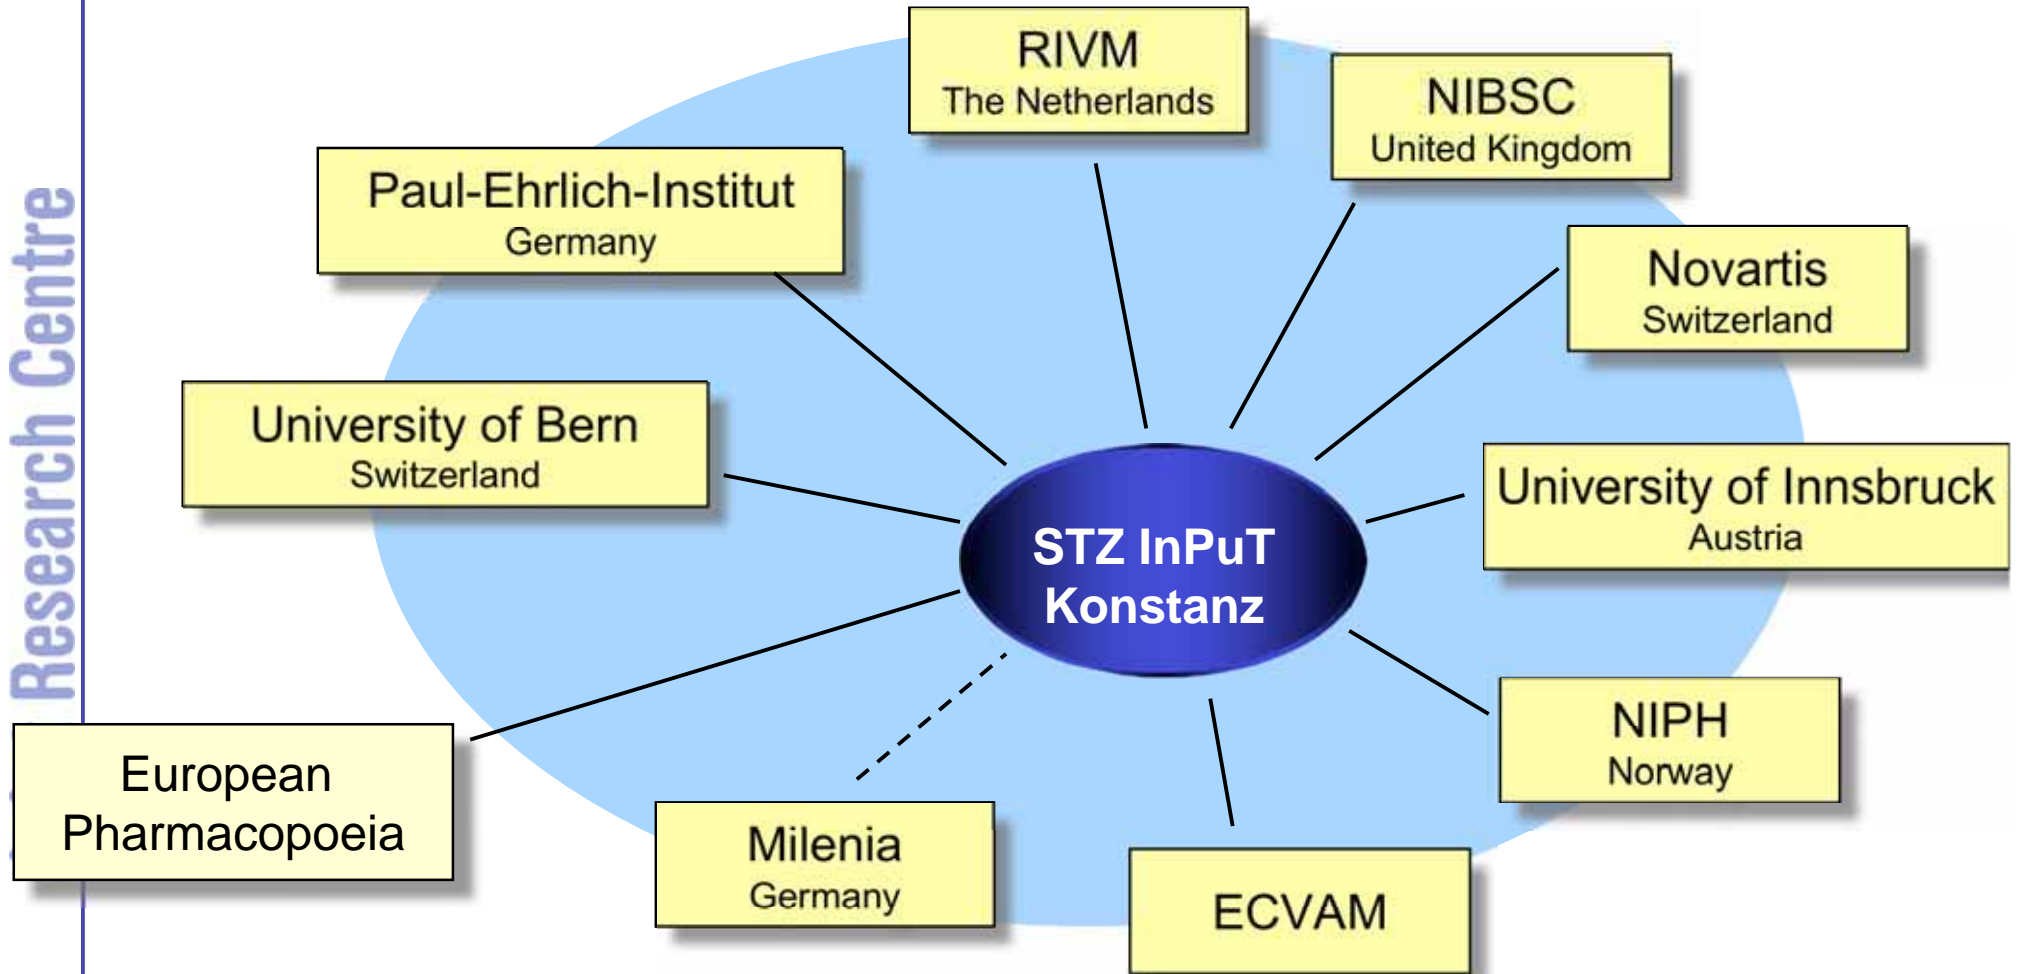 RIVM
The Netherlands
NIBSC
United Kingdom
Paul-Ehrlich-Institut
Germany
Novartis
Switzerland
University of Bern
Switzerland
University of Innsbruck
Austria
STZ InPuT
Konstanz
NIPH
Norway
European
Pharmacopoeia
Milenia
Germany
ECVAM
Research Centre